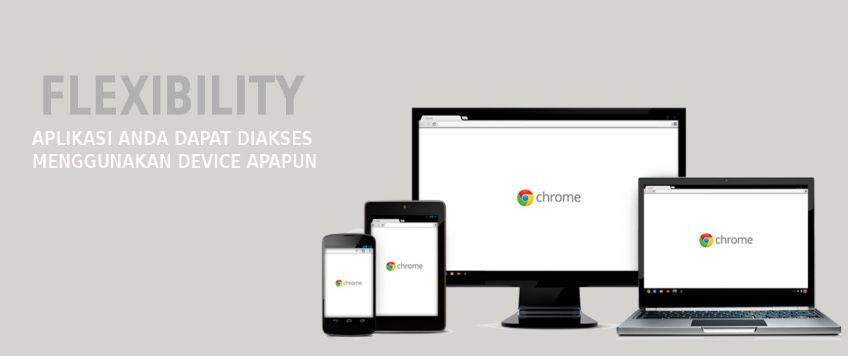 FLEXIBILITY
APLIKASI ANDA DAPAT DIAKSES
MENGGUNAKAN DEVICE APAPUN
chrome
chrome
chrome
chrome